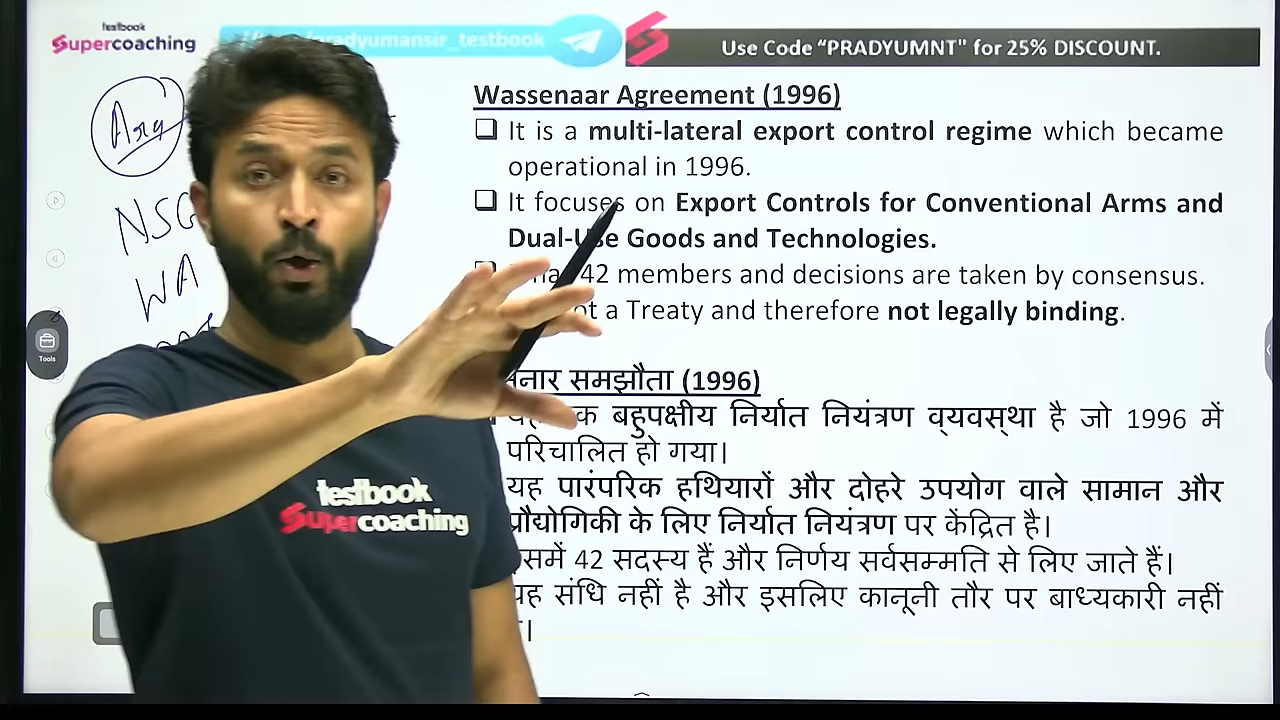 testbook
Supercoaching
pradyumansir_testbook
Use Code “PRADYUMNT" for 25% DISCOUNT.
Wassenaar Agreement (1996)
It is a multi-lateral export control regime which became
operational in 1996.
It focuses on Export Controls for Conventional Arms and
Dual-Use Goods and Technologies.
42 members and decisions are taken by consensus.
a Treaty and therefore not legally binding.
NSG
WA
Tools
समझौता (1996)
बहुपक्षीय निर्यात नियंत्रण व्यवस्था है जो 1996 में
परिचालित हो गया।
यह पारंपरिक हथियारों और दोहरे उपयोग वाले सामान और
प्रौद्योगिकी के लिए निर्यात नियंत्रण पर केंद्रित है।
42 सदस्य हैं और निर्णय सर्वसम्मति से लिए जाते हैं।
यह संधि नहीं है और इसलिए कानूनी तौर पर बाध्यकारी नहीं
testbook
Supercoaching